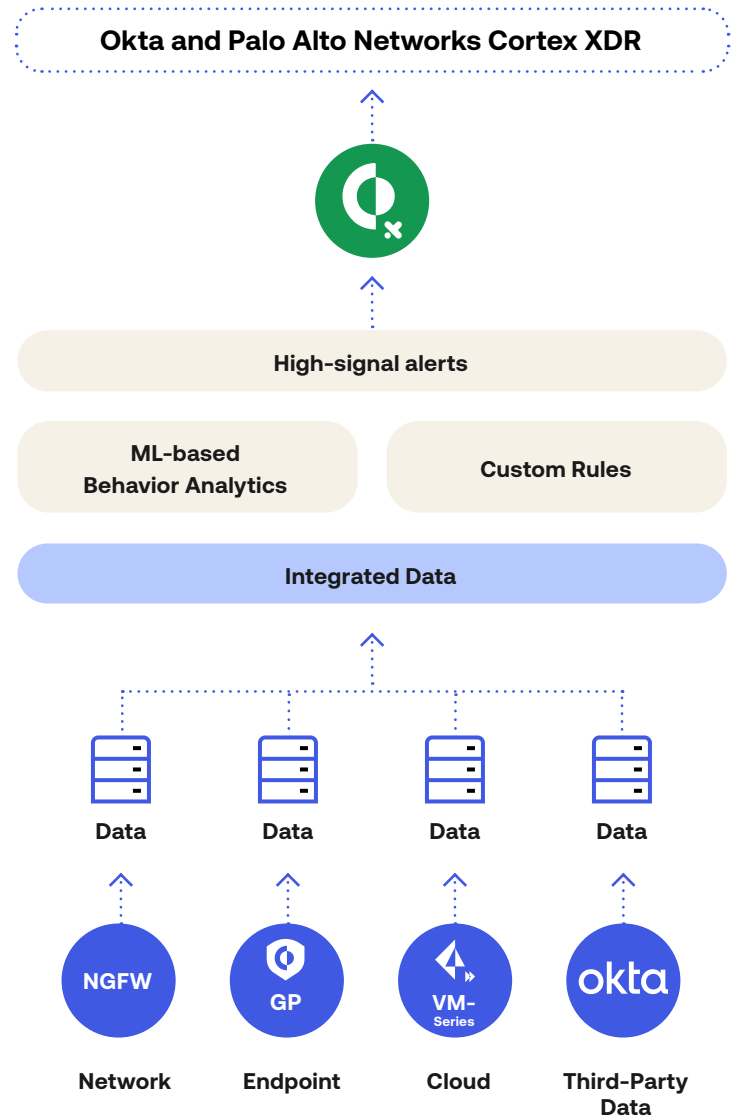 Okta and Palo Alto Networks Cortex XDR
High-signal alerts
ML-based
Behavior Analytics
Custom Rules
Integrated Data
Data
Data
Data
Data
NGFW
GP
VM-
Series
okta
Network
Endpoint
Cloud
Third-Party
Data